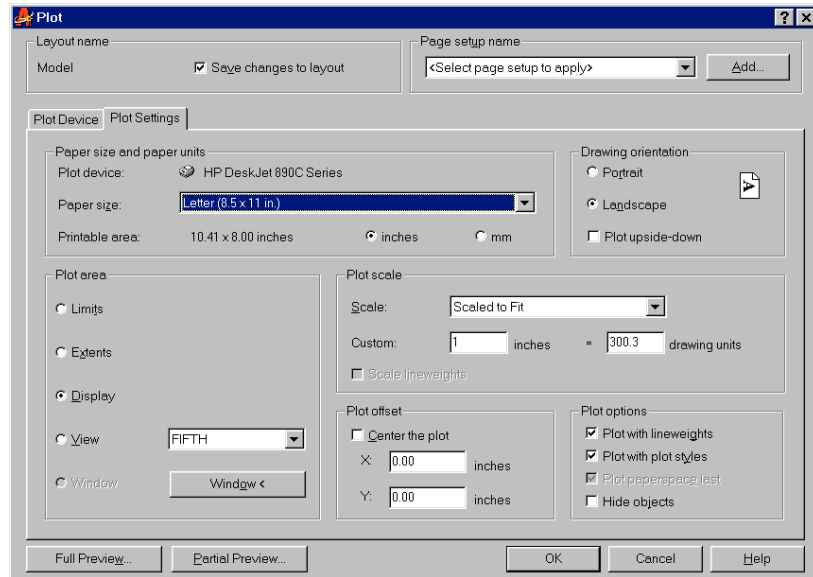 Plot
Layout name
Model
Save changes to layout
Page setup name
<Select page setup to apply>
Add...
Plot Device
Plot Settings
Paper size and paper units
Plot device: HP DeskJet 890C Series
Paper size: Letter (8.5 x 11 in.)
Printable area: 10.41 x 8.00 inches inches mm
Drawing orientation
Portrait
Landscape
Plot upside-down
A
Plot area
Limits
Extents
Display
View FIFTH
Window Window <
Plot scale
Scale: Scaled to Fit
Custom: 1 inches = 300.3 drawing units
Scale lineweights
Plot offset
Center the plot
X: 0.00 inches
Y: 0.00 inches
Plot options
Plot with lineweights
Plot with plot styles
Plot paperspace last
Hide objects
Full Preview...
Partial Preview...
OK
Cancel
Help